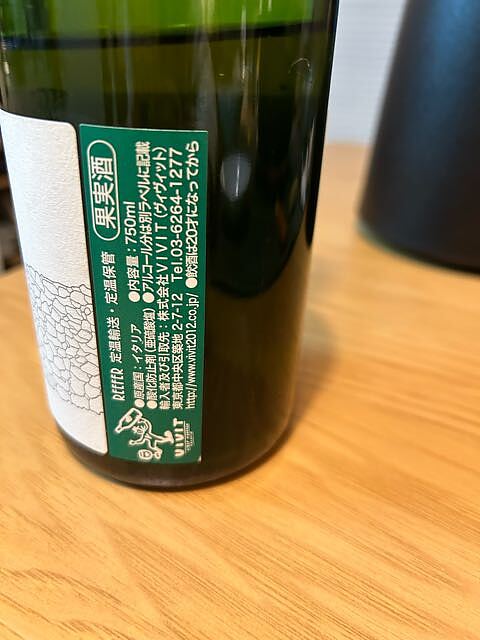 REEFER 定温輸送・定温保管 果実酒
●原産国：イタリア ●内容量：750ml
●酸化防止剤（亜硫酸塩） ●アルコール分は別ラベルに記載
輸入者及び引取先：株式会社VIVIT（ヴィヴィット）
東京都中央区築地 2-7-12 Tel.03-6264-1277
http://www.vivit2012.co.jp/ ●飲酒は20才になってから
VIVIT